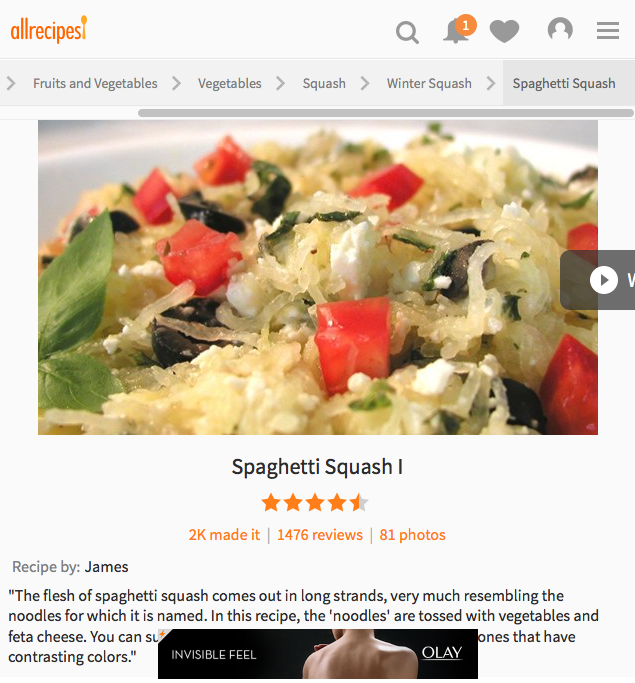 allrecipes
1
Fruits and Vegetables
Vegetables
Squash
Winter Squash
Spaghetti Squash
W
Spaghetti Squash I
2K made it | 1476 reviews | 81 photos
Recipe by: James
"The flesh of spaghetti squash comes out in long strands, very much resembling the
noodles for which it is named. In this recipe, the 'noodles' are tossed with vegetables and
feta cheese. You can su ones that have
contrasting colors."
INVISIBLE FEEL
OLAY